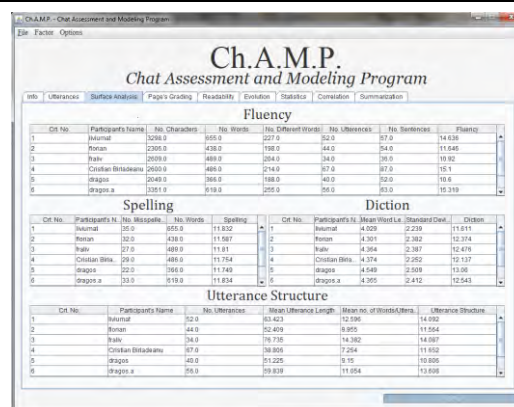 Ch.A.M.P. - Chat Assessment and Modeling Program
File Factor Options
Ch.A.M.P.
Chat Assessment and Modeling Program
Info Utterances Surface Analysis Page's Grading Readability Evolution Statistics Correlation Summarization
Fluency
Crt. No. Participant's Name No. Characters No. Words No. Different Words No. Utterences No. Sentences Fluency
1 liviumat 3298.0 655.0 227.0 52.0 57.0 14.636
2 florian 2305.0 438.0 198.0 44.0 54.0 11.546
3 fraliv 2609.0 489.0 204.0 34.0 36.0 10.92
4 Cristian Birladeanu 2600.0 486.0 214.0 67.0 87.0 15.1
5 dragos 2049.0 366.0 188.0 40.0 52.0 10.6
6 dragos.a 3351.0 619.0 255.0 56.0 63.0 15.319
Spelling Diction
Crt. No. Participant's N... No. Misspelle... No. Words Spelling Crt. No. Participant's N... Mean Word Le... Standard Devi... Diction
1 liviumat 35.0 655.0 11.832 1 liviumat 4.029 2.239 11.611
2 florian 32.0 438.0 11.587 2 florian 4.301 2.382 12.374
3 fraliv 27.0 489.0 11.81 3 fraliv 4.364 2.387 12.476
4 Cristian Birla... 29.0 486.0 11.754 4 Cristian Birla... 4.374 2.252 12.137
5 dragos 22.0 366.0 11.749 5 dragos 4.549 2.509 13.06
6 dragos.a 33.0 619.0 11.834 6 dragos.a 4.365 2.412 12.543
Utterance Structure
Crt. No. Participant's Name No. Utterances Mean Utterance Length Mean no. of Words/Uttera... Utterance Structure
1 liviumat 52.0 63.423 12.596 14.092
2 florian 44.0 52.409 9.955 11.564
3 fraliv 34.0 76.735 14.382 14.087
4 Cristian Birladeanu 67.0 38.806 7.254 11.652
5 dragos 40.0 51.225 9.15 10.805
6 dragos.a 56.0 59.839 11.054 13.606